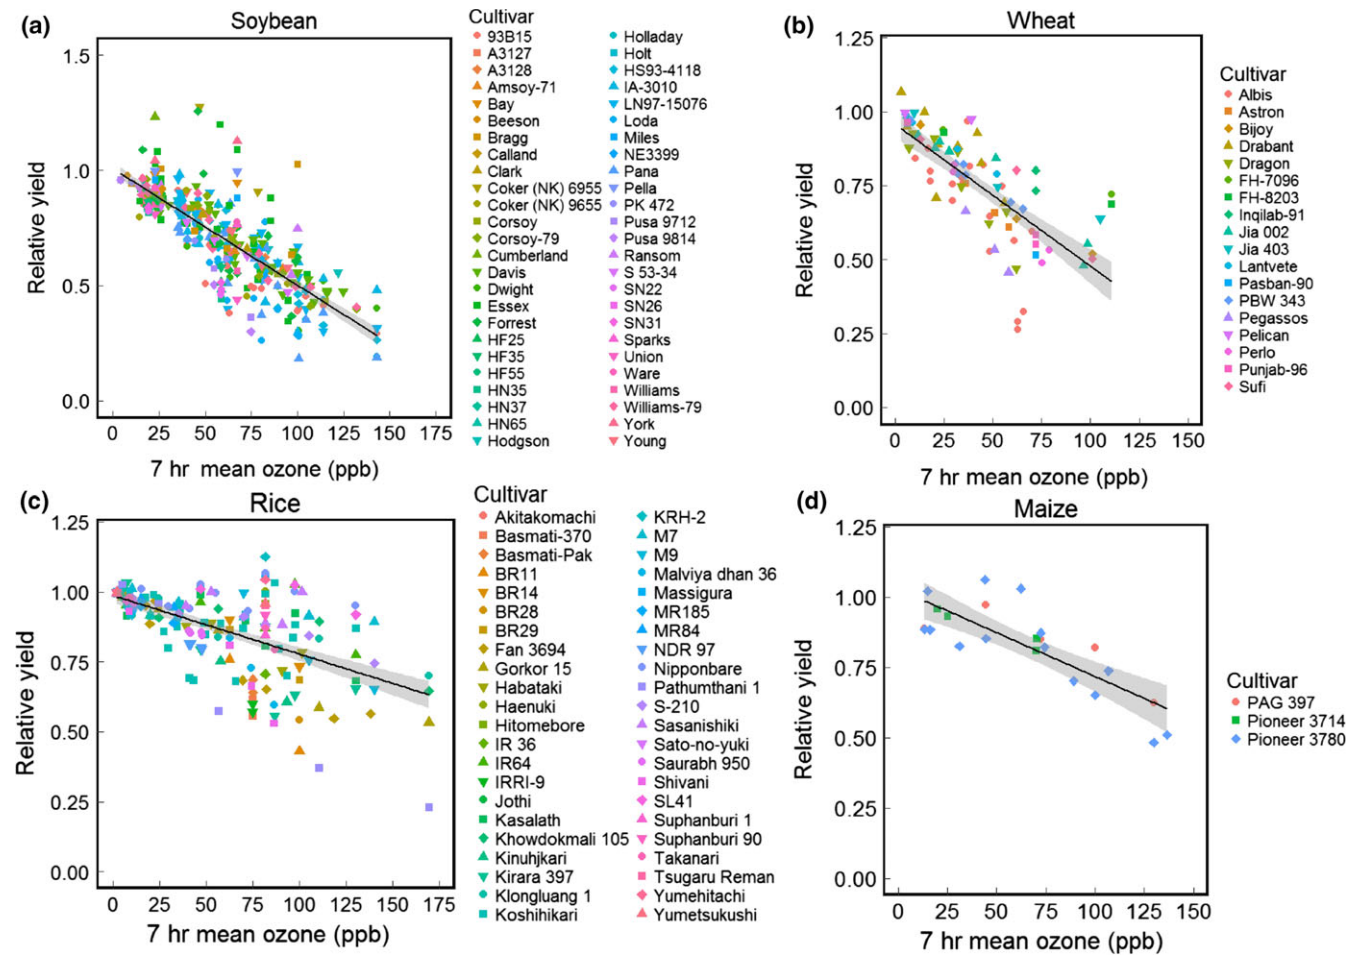 (a)
Soybean
Relative yield
1.5
1.0
0.5
0.0
0 25 50 75 100 125 150 175
7 hr mean ozone (ppb)
Cultivar
93B15
A3127
A3128
Amsoy-71
Bay
Beeson
Bragg
Calland
Clark
Coker (NK) 6955
Coker (NK) 9655
Corsoy
Corsoy-79
Cumberland
Davis
Dwight
Essex
Forrest
HF25
HF35
HF55
HN35
HN37
HN65
Hodgson
Holladay
Holt
HS93-4118
IA-3010
LN97-15076
Loda
Miles
NE3399
Pana
Pella
PK 472
Pusa 9712
Pusa 9814
Ransom
S 53-34
SN22
SN26
SN31
Sparks
Union
Ware
Williams
Williams-79
York
Young
(b)
Wheat
Relative yield
1.25
1.00
0.75
0.50
0.25
0.00
0 25 50 75 100 125 150
7 hr mean ozone (ppb)
Cultivar
Albis
Astron
Bijoy
Drabant
Dragon
FH-7096
FH-8203
Inqilab-91
Jia 002
Jia 403
Lantvete
Pasban-90
PBW 343
Pegassos
Pelican
Perlo
Punjab-96
Sufi
(c)
Rice
Relative yield
1.25
1.00
0.75
0.50
0.25
0.00
0 25 50 75 100 125 150 175
7 hr mean ozone (ppb)
Cultivar
Akitakomachi
Basmati-370
Basmati-Pak
BR11
BR14
BR28
BR29
Fan 3694
Gorkor 15
Habataki
Haenuki
Hitomebore
IR 36
IR64
IRRI-9
Jothi
Kasalath
Khowdokmali 105
Kinuhjkari
Kirara 397
Klongluang 1
Koshihikari
KRH-2
M7
M9
Malviya dhan 36
Massigura
MR185
MR84
NDR 97
Nipponbare
Pathumthani 1
S-210
Sasanishiki
Sato-no-yuki
Saurabh 950
Shivani
SL41
Suphanburi 1
Suphanburi 90
Takanari
Tsugaru Reman
Yumehitachi
Yumetsukushi
(d)
Maize
Relative yield
1.25
1.00
0.75
0.50
0.25
0.00
0 25 50 75 100 125 150
7 hr mean ozone (ppb)
Cultivar
PAG 397
Pioneer 3714
Pioneer 3780